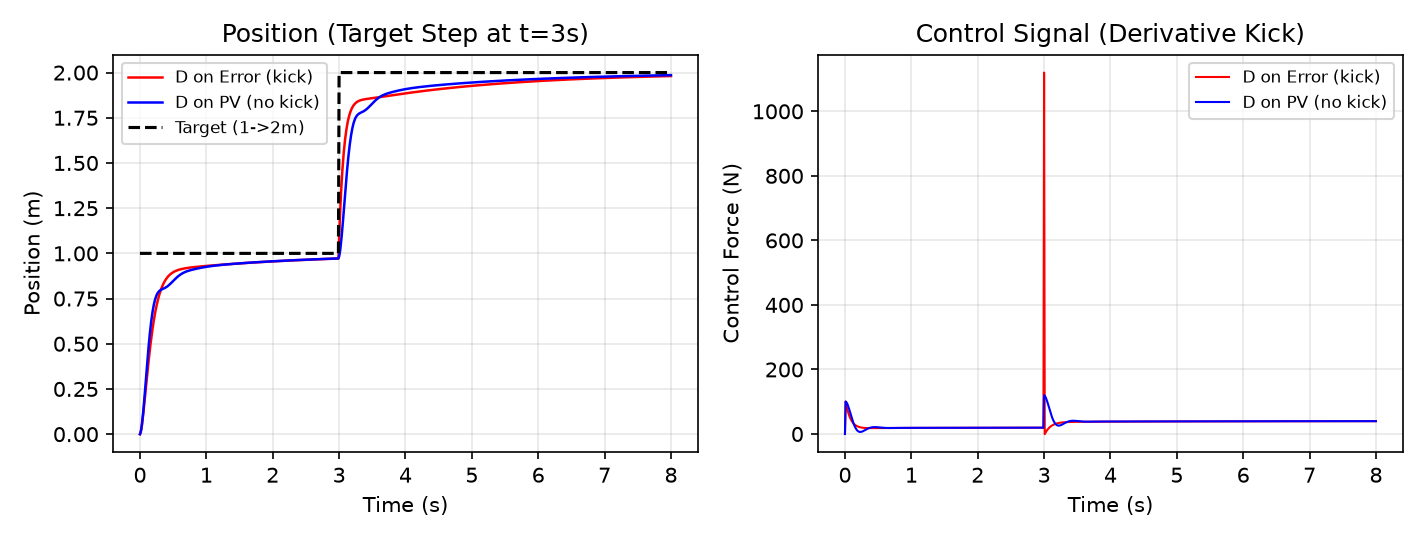 Position (Target Step at t=3s)
D on Error (kick)
D on PV (no kick)
Target (1->2m)
Position (m)
2.00
1.75
1.50
1.25
1.00
0.75
0.50
0.25
0.00
0 1 2 3 4 5 6 7 8
Time (s)
Control Signal (Derivative Kick)
D on Error (kick)
D on PV (no kick)
Control Force (N)
1000
800
600
400
200
0
0 1 2 3 4 5 6 7 8
Time (s)